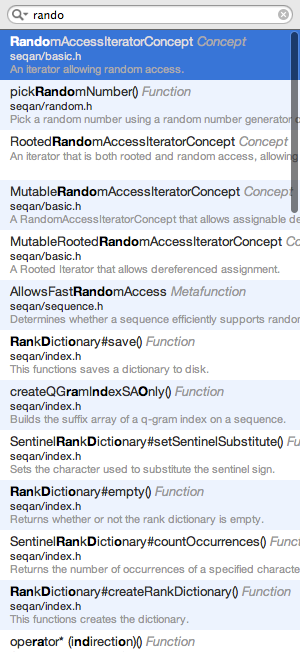 rando
RandomAccessIteratorConcept Concept
seqan/basic.h
An iterator allowing random access.
pickRandomNumber() Function
seqan/random.h
Pick a random number using a random number generator
RootedRandomAccessIteratorConcept Concept
seqan/basic.h
An iterator that is both rooted and random access, allowing
MutableRandomAccessIteratorConcept Concept
seqan/basic.h
A RandomAccessIteratorConcept that allows assignable de
MutableRootedRandomAccessIteratorConcept Co
seqan/basic.h
A Rooted Iterator that allows dereferenced assignment.
AllowsFastRandomAccess Metafunction
seqan/sequence.h
Determines whether a sequence efficiently supports rando
RankDictionary#save() Function
seqan/index.h
This functions saves a dictionary to disk.
createQGramIndexSAOnly() Function
seqan/index.h
Builds the suffix array of a q-gram index on a sequence.
SentinelRankDictionary#setSentinelSubstitute() Fu
seqan/index.h
Sets the character used to substitute the sentinel sign.
RankDictionary#empty() Function
seqan/index.h
Returns whether or not the rank dictionary is empty.
SentinelRankDictionary#countOccurrences() Func
seqan/index.h
Returns the number of occurrences of a specified characte
RankDictionary#createRankDictionary() Function
seqan/index.h
This functions creates the dictionary.
operator* (indirection)() Function